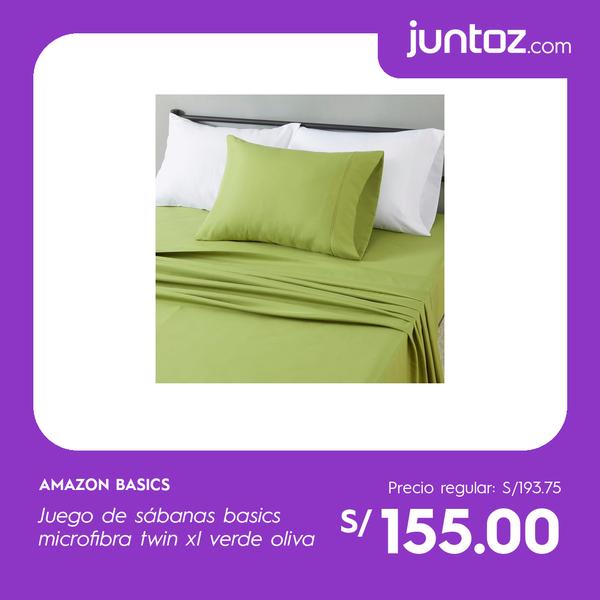 juntoz.com
AMAZON BASICS
Juego de sábanas basics
microfibra twin xl verde oliva
Precio regular: S/193.75
S/155.00